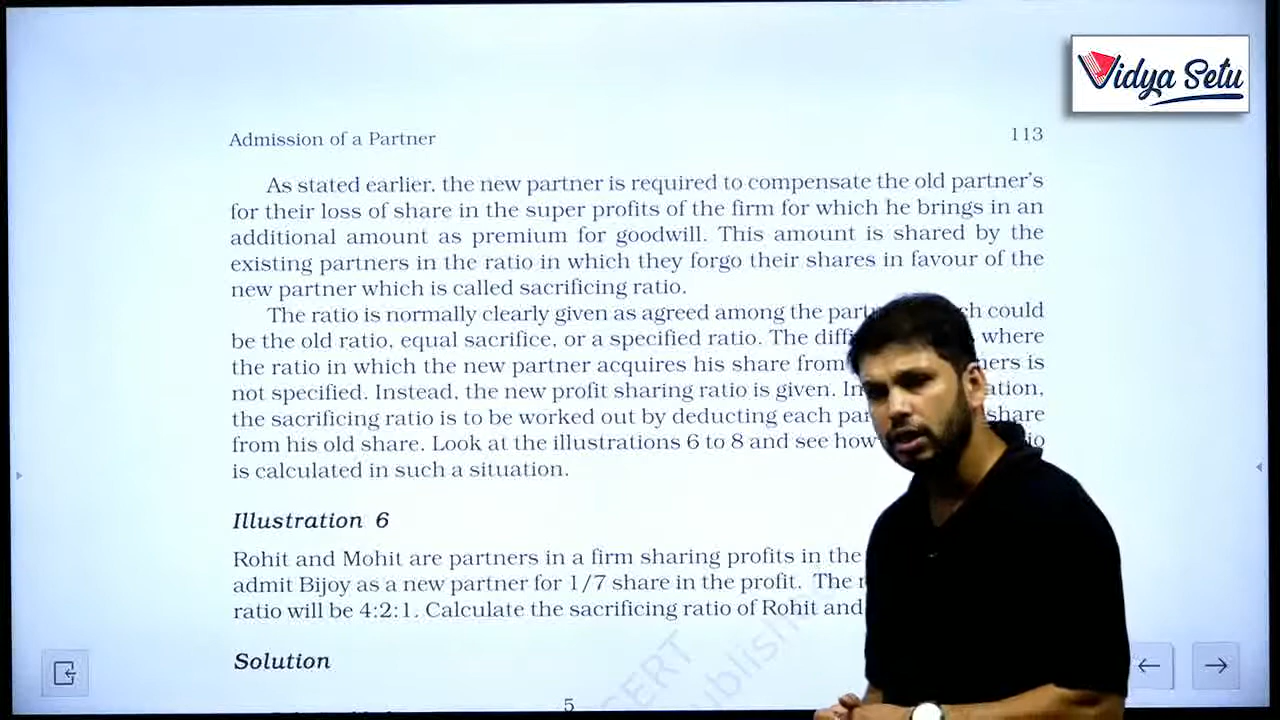 Vidya Setu
Admission of a Partner 113
As stated earlier, the new partner is required to compensate the old partner's
for their loss of share in the super profits of the firm for which he brings in an
additional amount as premium for goodwill. This amount is shared by the
existing partners in the ratio in which they forgo their shares in favour of the
new partner which is called sacrificing ratio.
The ratio is normally clearly given as agreed among the could
be the old ratio, equal sacrifice, or a specified ratio. The where
the ratio in which the new partner acquires his share from is
not specified. Instead, the new profit sharing ratio is given.
the sacrificing ratio is to be worked out by deducting each share
from his old share. Look at the illustrations 6 to 8 and see how
is calculated in such a situation.
Illustration 6
Rohit and Mohit are partners in a firm sharing profits in the
admit Bijoy as a new partner for 1/7 share in the profit. The
ratio will be 4:2:1. Calculate the sacrificing ratio of Rohit and
Solution
5